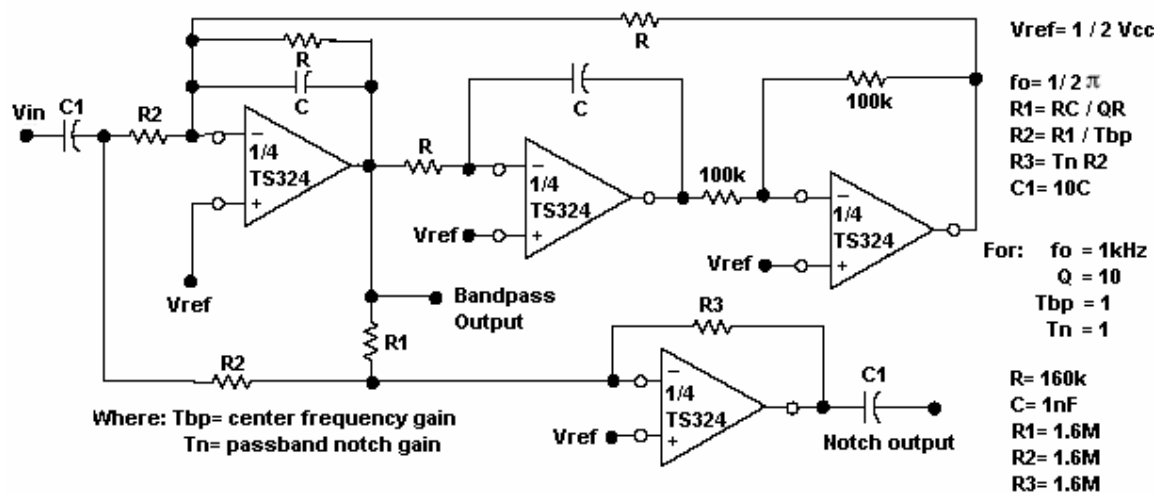 R
Vref= 1 / 2 Vcc
R
C
C
100k
fo= 1/ 2 π
R1= RC / QR
R2= R1 / Tbp
R3= Tn R2
C1= 10C
Vin
C1
R2
−
1/4
TS324
+
R
−
1/4
TS324
+
100k
−
1/4
TS324
+
Vref
Vref
Vref
For: fo = 1kHz
Q = 10
Tbp = 1
Tn = 1
Bandpass
Output
R3
R1
R2
−
1/4
TS324
+
C1
Vref
Notch output
Where: Tbp= center frequency gain
Tn= passband notch gain
R= 160k
C= 1nF
R1= 1.6M
R2= 1.6M
R3= 1.6M